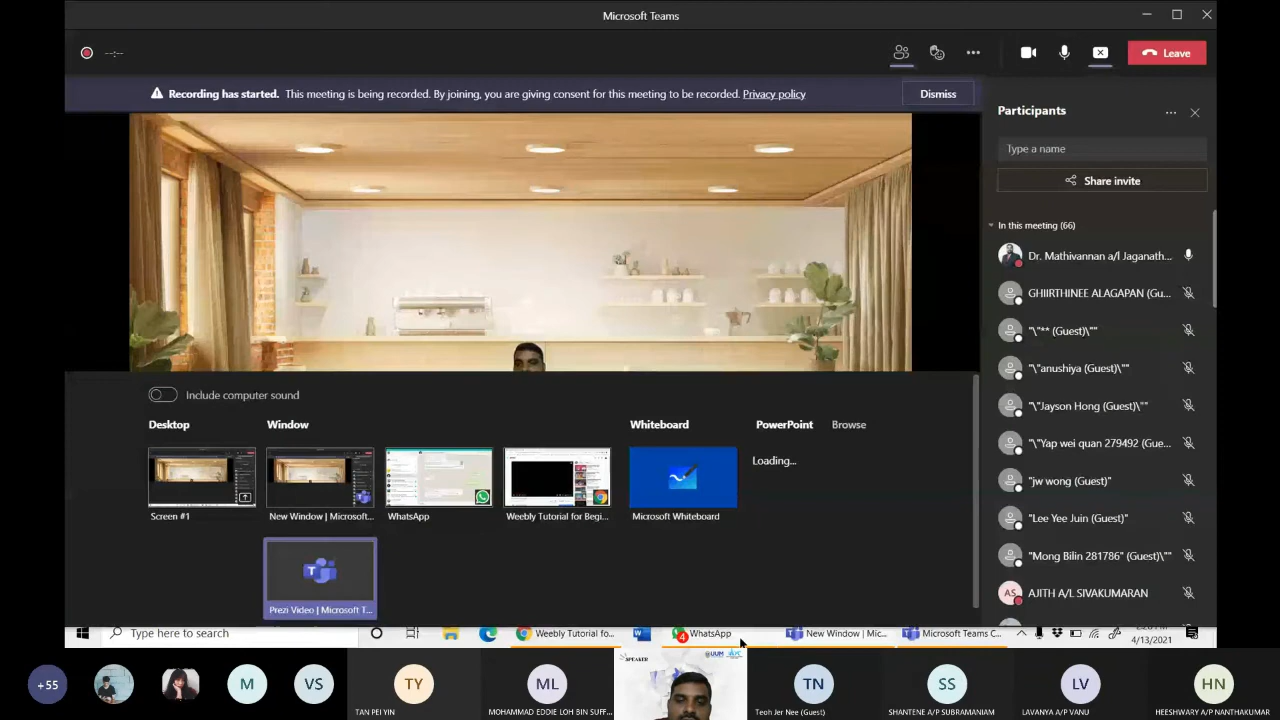 Microsoft Teams
--:--
Leave
Recording has started. This meeting is being recorded. By joining, you are giving consent for this meeting to be recorded. Privacy policy
Dismiss
Participants
Type a name
Share invite
In this meeting (66)
Dr. Mathivannan a/l Jaganath...
GHIIRTHINEE ALAGAPAN (Gu...
"\"** (Guest)\""
"\"anushiya (Guest)\""
"\"Jayson Hong (Guest)\""
"\"Yap wei quan 279492 (Gue...
"jw wong (Guest)"
"Lee Yee Juin (Guest)"
"Mong Bilin 281786" (Guest)\""
AS
AJITH A/L SIVAKUMARAN
Include computer sound
Desktop
Window
Whiteboard
PowerPoint
Browse
Loading...
Screen #1
New Window | Microsoft...
WhatsApp
Weebly Tutorial for Begi...
Microsoft Whiteboard
Prezi Video | Microsoft T...
Type here to search
Weebly Tutorial fo...
4
WhatsApp
New Window | Mic...
Microsoft Teams C...
4/13/2021
SPEAKER
UUM
+55
M
VS
TY
TAN PEI YIN
ML
MOHAMMAD EDDIE LOH BIN SUFF...
TN
Teoh Jer Nee (Guest)
SS
SHANTENE A/P SUBRAMANIAM
LV
LAVANYA A/P VANU
HN
HEESHWARY A/P NANTHAKUMAR